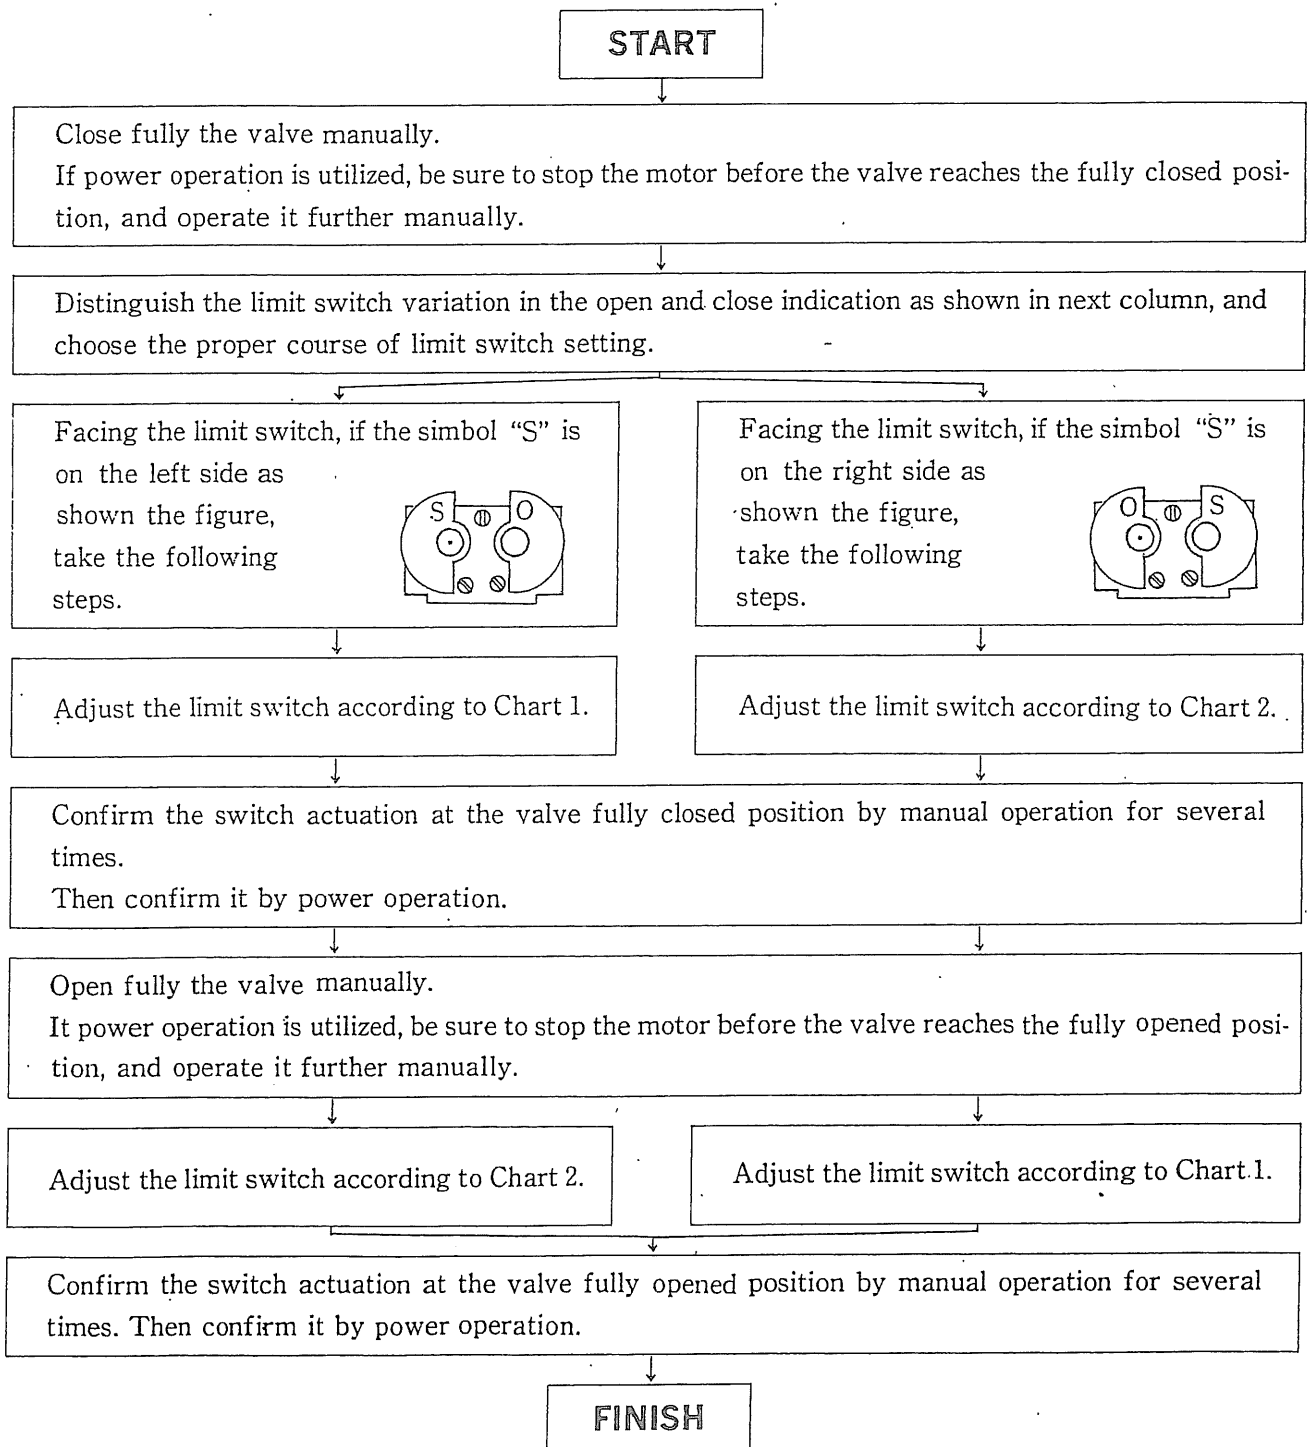 START
Close fully the valve manually.
If power operation is utilized, be sure to stop the motor before the valve reaches the fully closed posi-
tion, and operate it further manually.
Distinguish the limit switch variation in the open and close indication as shown in next column, and
choose the proper course of limit switch setting.
Facing the limit switch, if the simbol “S” is
on the left side as
shown the figure,
take the following
steps.
S O
Facing the limit switch, if the simbol “S” is
on the right side as
shown the figure,
take the following
steps.
O S
Adjust the limit switch according to Chart 1.
Adjust the limit switch according to Chart 2.
Confirm the switch actuation at the valve fully closed position by manual operation for several
times.
Then confirm it by power operation.
Open fully the valve manually.
It power operation is utilized, be sure to stop the motor before the valve reaches the fully opened posi-
tion, and operate it further manually.
Adjust the limit switch according to Chart 2.
Adjust the limit switch according to Chart 1.
Confirm the switch actuation at the valve fully opened position by manual operation for several
times. Then confirm it by power operation.
FINISH